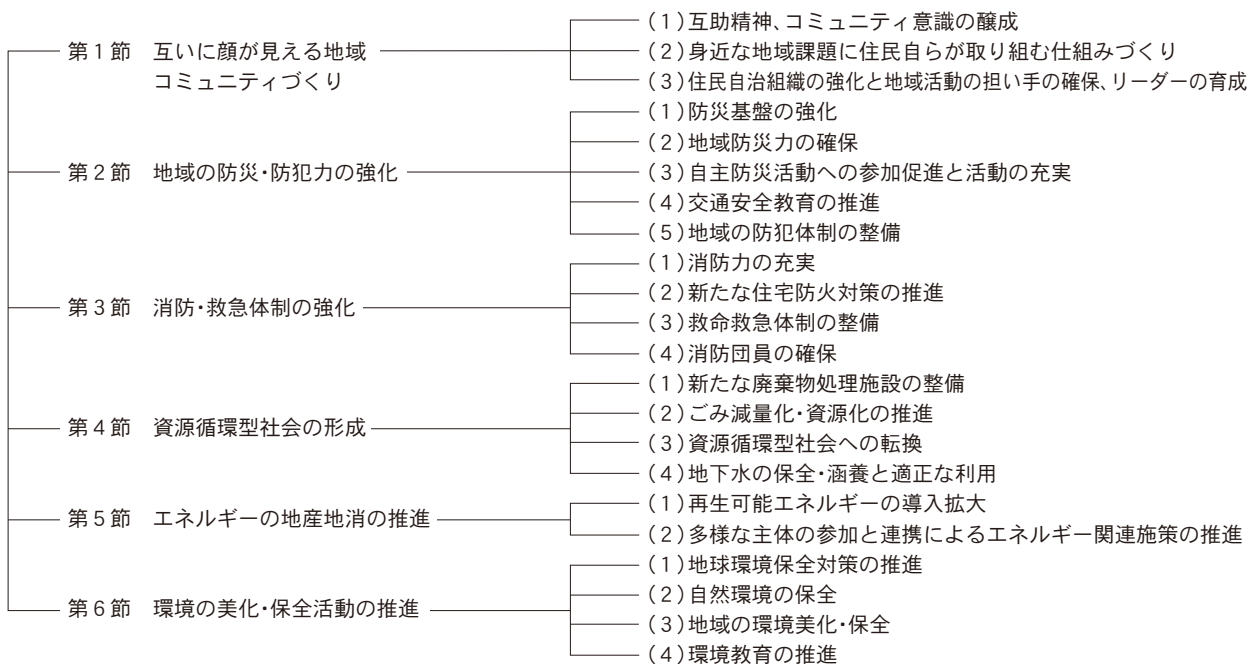 第1節 互いに顔が見える地域
コミュニティづくり
(1)互助精神、コミュニティ意識の醸成
(2)身近な地域課題に住民自らが取り組む仕組みづくり
(3)住民自治組織の強化と地域活動の担い手の確保、リーダーの育成
第2節 地域の防災・防犯力の強化
(1)防災基盤の強化
(2)地域防災力の確保
(3)自主防災活動への参加促進と活動の充実
(4)交通安全教育の推進
(5)地域の防犯体制の整備
第3節 消防・救急体制の強化
(1)消防力の充実
(2)新たな住宅防火対策の推進
(3)救命救急体制の整備
(4)消防団員の確保
第4節 資源循環型社会の形成
(1)新たな廃棄物処理施設の整備
(2)ごみ減量化・資源化の推進
(3)資源循環型社会への転換
(4)地下水の保全・涵養と適正な利用
第5節 エネルギーの地産地消の推進
(1)再生可能エネルギーの導入拡大
(2)多様な主体の参加と連携によるエネルギー関連施策の推進
第6節 環境の美化・保全活動の推進
(1)地球環境保全対策の推進
(2)自然環境の保全
(3)地域の環境美化・保全
(4)環境教育の推進